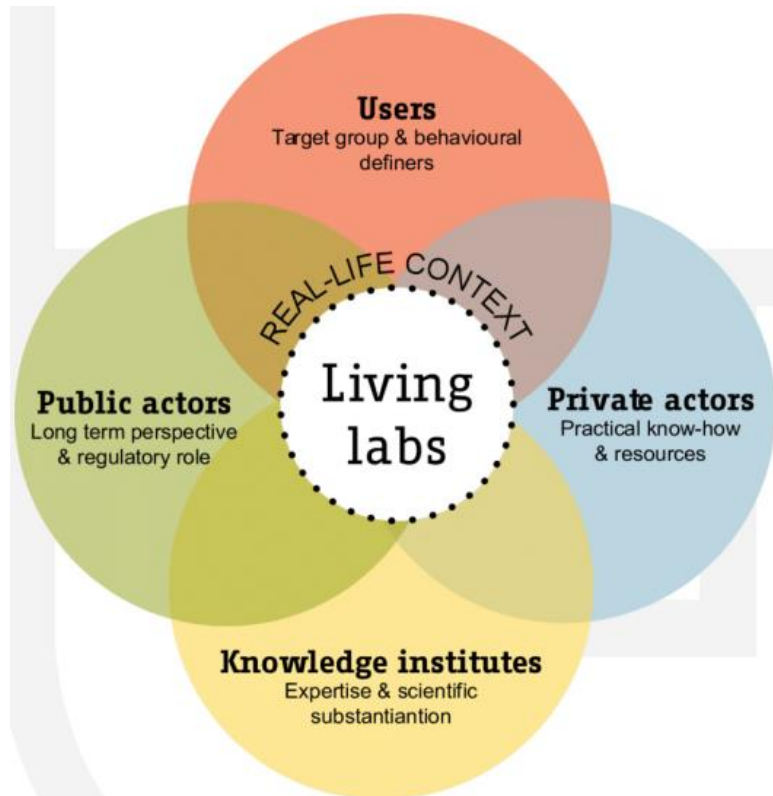 Users
Target group & behavioural
definers
REAL-LIFE CONTEXT
Living
labs
Public actors
Long term perspective
& regulatory role
Private actors
Practical know-how
& resources
Knowledge institutes
Expertise & scientific
substantiantion